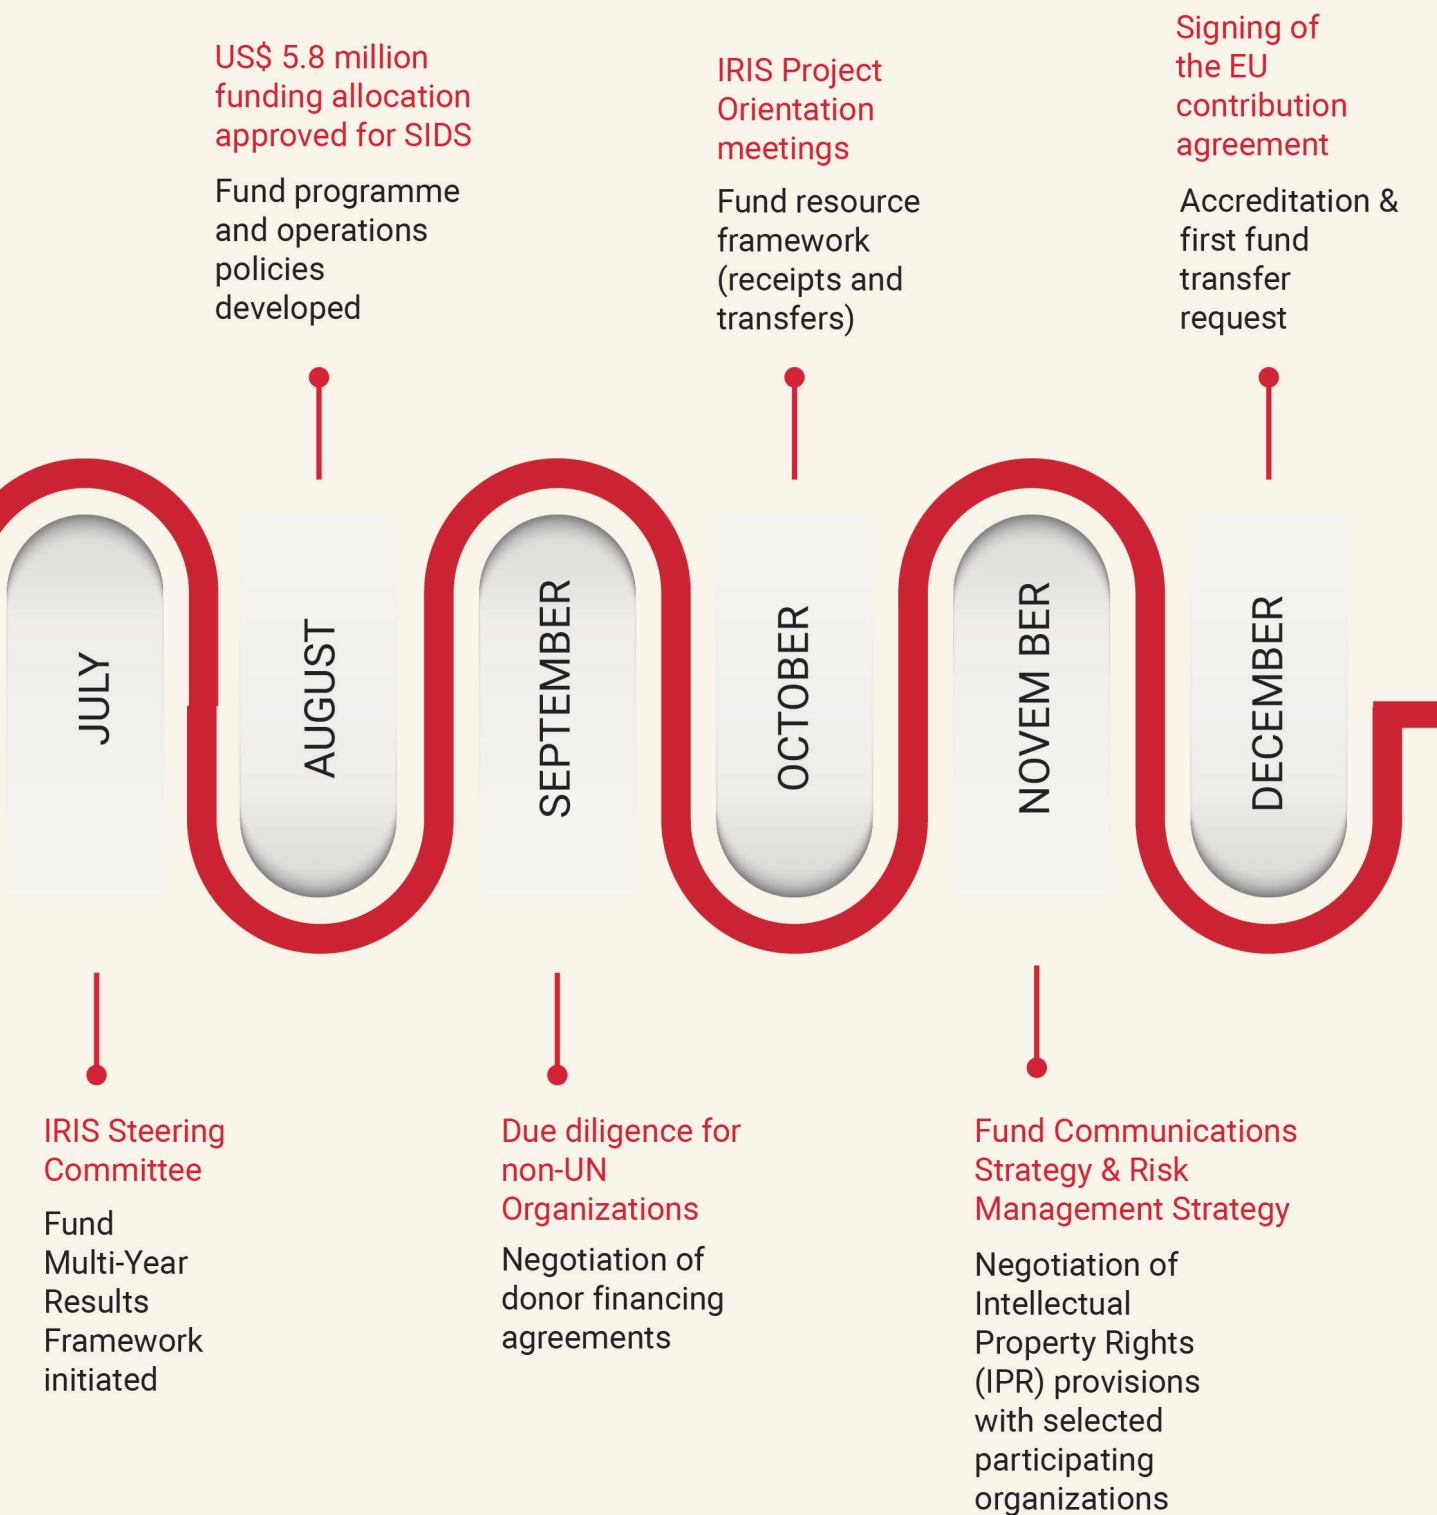 US$ 5.8 million
funding allocation
approved for SIDS
Fund programme
and operations
policies
developed
IRIS Project
Orientation
meetings
Fund resource
framework
(receipts and
transfers)
Signing of
the EU
contribution
agreement
Accreditation &
first fund
transfer
request
JULY
AUGUST
SEPTEMBER
OCTOBER
NOVEM BER
DECEMBER
IRIS Steering
Committee
Fund
Multi-Year
Results
Framework
initiated
Due diligence for
non-UN
Organizations
Negotiation of
donor financing
agreements
Fund Communications
Strategy & Risk
Management Strategy
Negotiation of
Intellectual
Property Rights
(IPR) provisions
with selected
participating
organizations